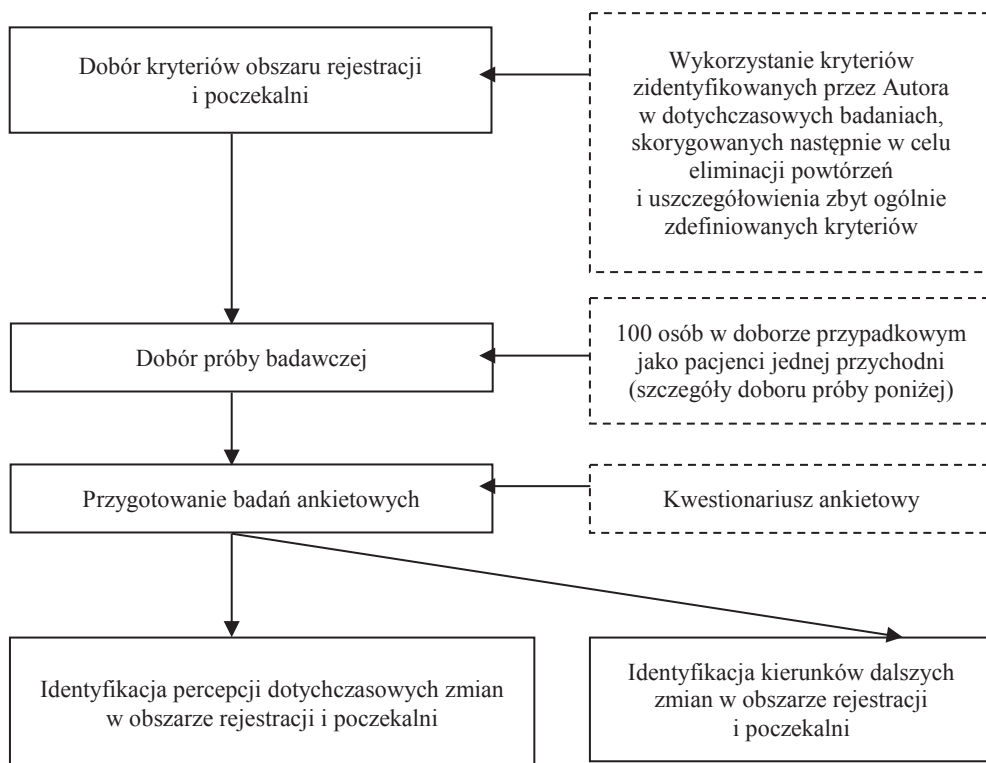 Dobór kryteriów obszaru rejestracji
i poczekalni
Wykorzystanie kryteriów
zidentyfikowanych przez Autora
w dotychczasowych badaniach,
skorygowanych następnie w celu
eliminacji powtórzeń
i uszczegółowienia zbyt ogólnie
zdefiniowanych kryteriów
Dobór próby badawczej
100 osób w doborze przypadkowym
jako pacjenci jednej przychodni
(szczegóły doboru próby poniżej)
Przygotowanie badań ankietowych
Kwestionariusz ankietowy
Identyfikacja percepcji dotychczasowych zmian
w obszarze rejestracji i poczekalni
Identyfikacja kierunków dalszych
zmian w obszarze rejestracji
i poczekalni